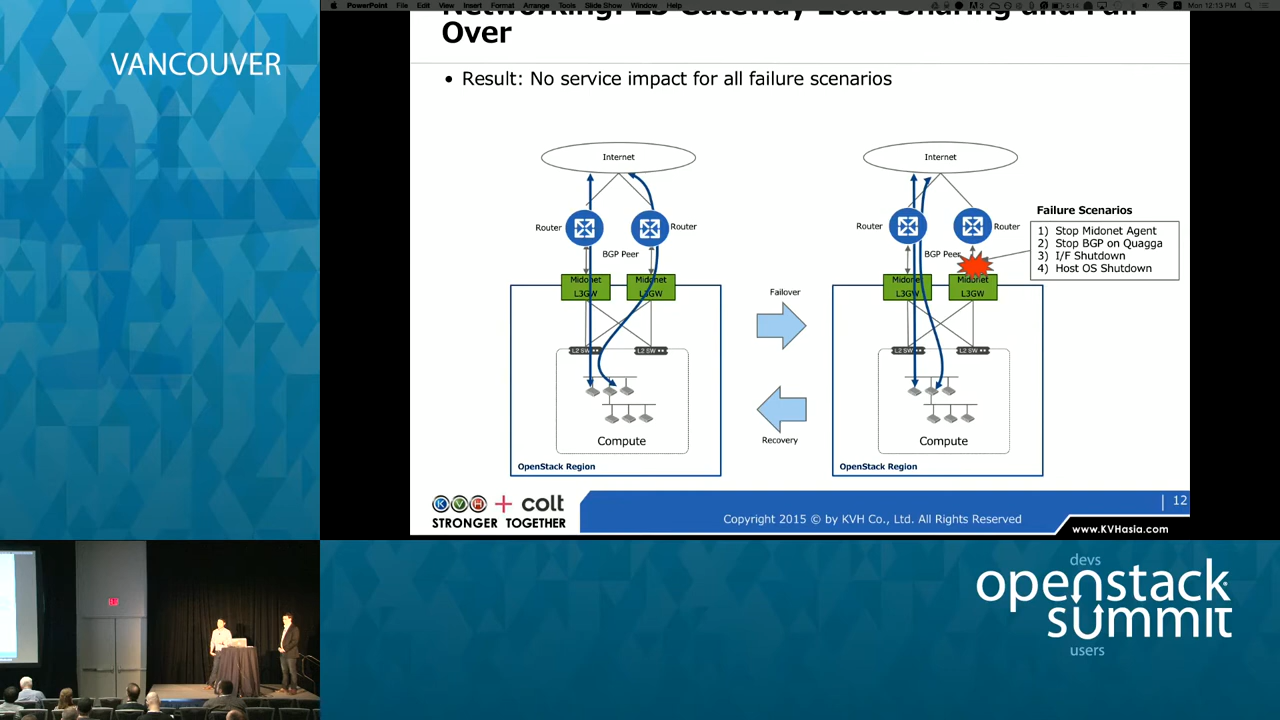 PowerPoint File Edit View Insert Format Arrange Tools Slide Show Window Help
Mon 12:13 PM
VANCOUVER
Networking: L3 Gateway Load Sharing and Fail
Over
• Result: No service impact for all failure scenarios
Internet
Router
Router
BGP Peer
Midonet
L3GW
Midonet
L3GW
L2 SW
L2 SW
Compute
OpenStack Region
Failover
Recovery
Internet
Router
Router
BGP Peer
Midonet
L3GW
Midonet
L3GW
L2 SW
L2 SW
Compute
OpenStack Region
Failure Scenarios
1) Stop Midonet Agent
2) Stop BGP on Quagga
3) I/F Shutdown
4) Host OS Shutdown
KVH + colt
STRONGER TOGETHER
Copyright 2015 © by KVH Co., Ltd. All Rights Reserved
12
www.KVHasia.com
devs
openstack
summit
users